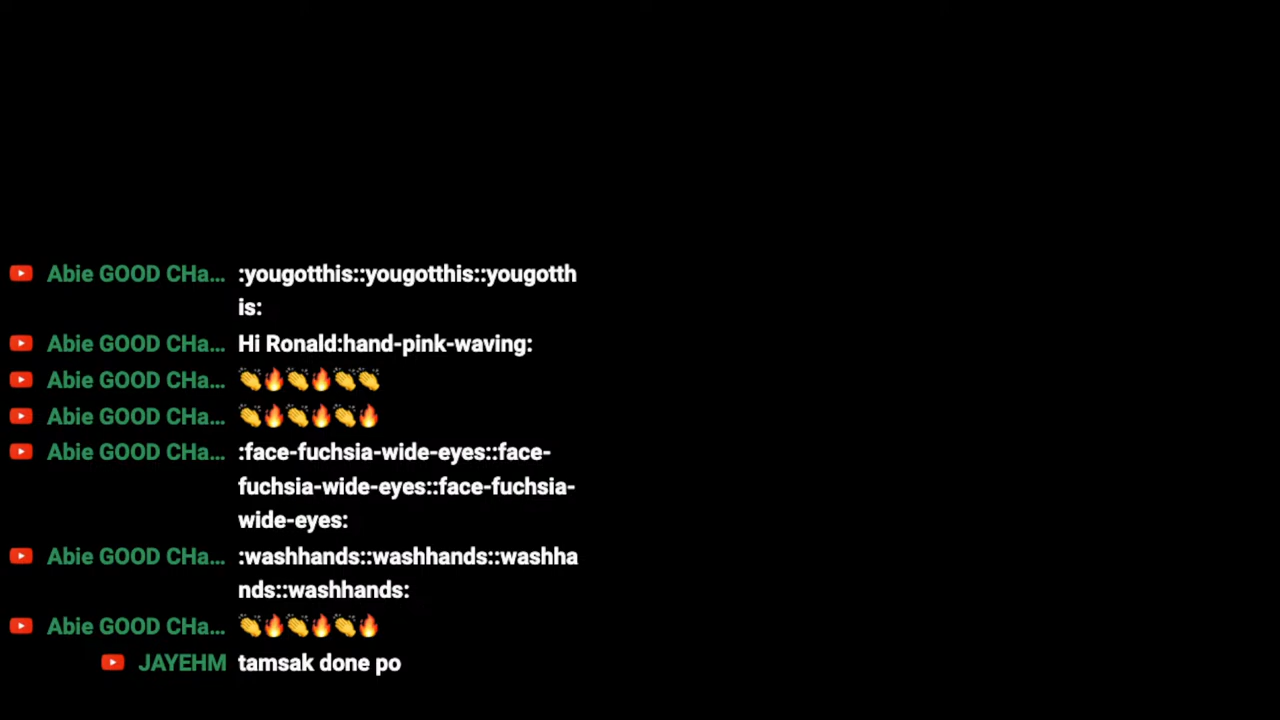 Abie GOOD CHa... :yougotthis::yougotthis::yougotth
is:
Abie GOOD CHa... Hi Ronald:hand-pink-waving:
Abie GOOD CHa... 👏🔥👏🔥👏👏
Abie GOOD CHa... 👏🔥👏🔥👏🔥
Abie GOOD CHa... :face-fuchsia-wide-eyes::face-
fuchsia-wide-eyes::face-fuchsia-
wide-eyes:
Abie GOOD CHa... :washhands::washhands::washha
nds::washhands:
Abie GOOD CHa... 👏🔥👏🔥👏🔥
JAYEHM tamsak done po